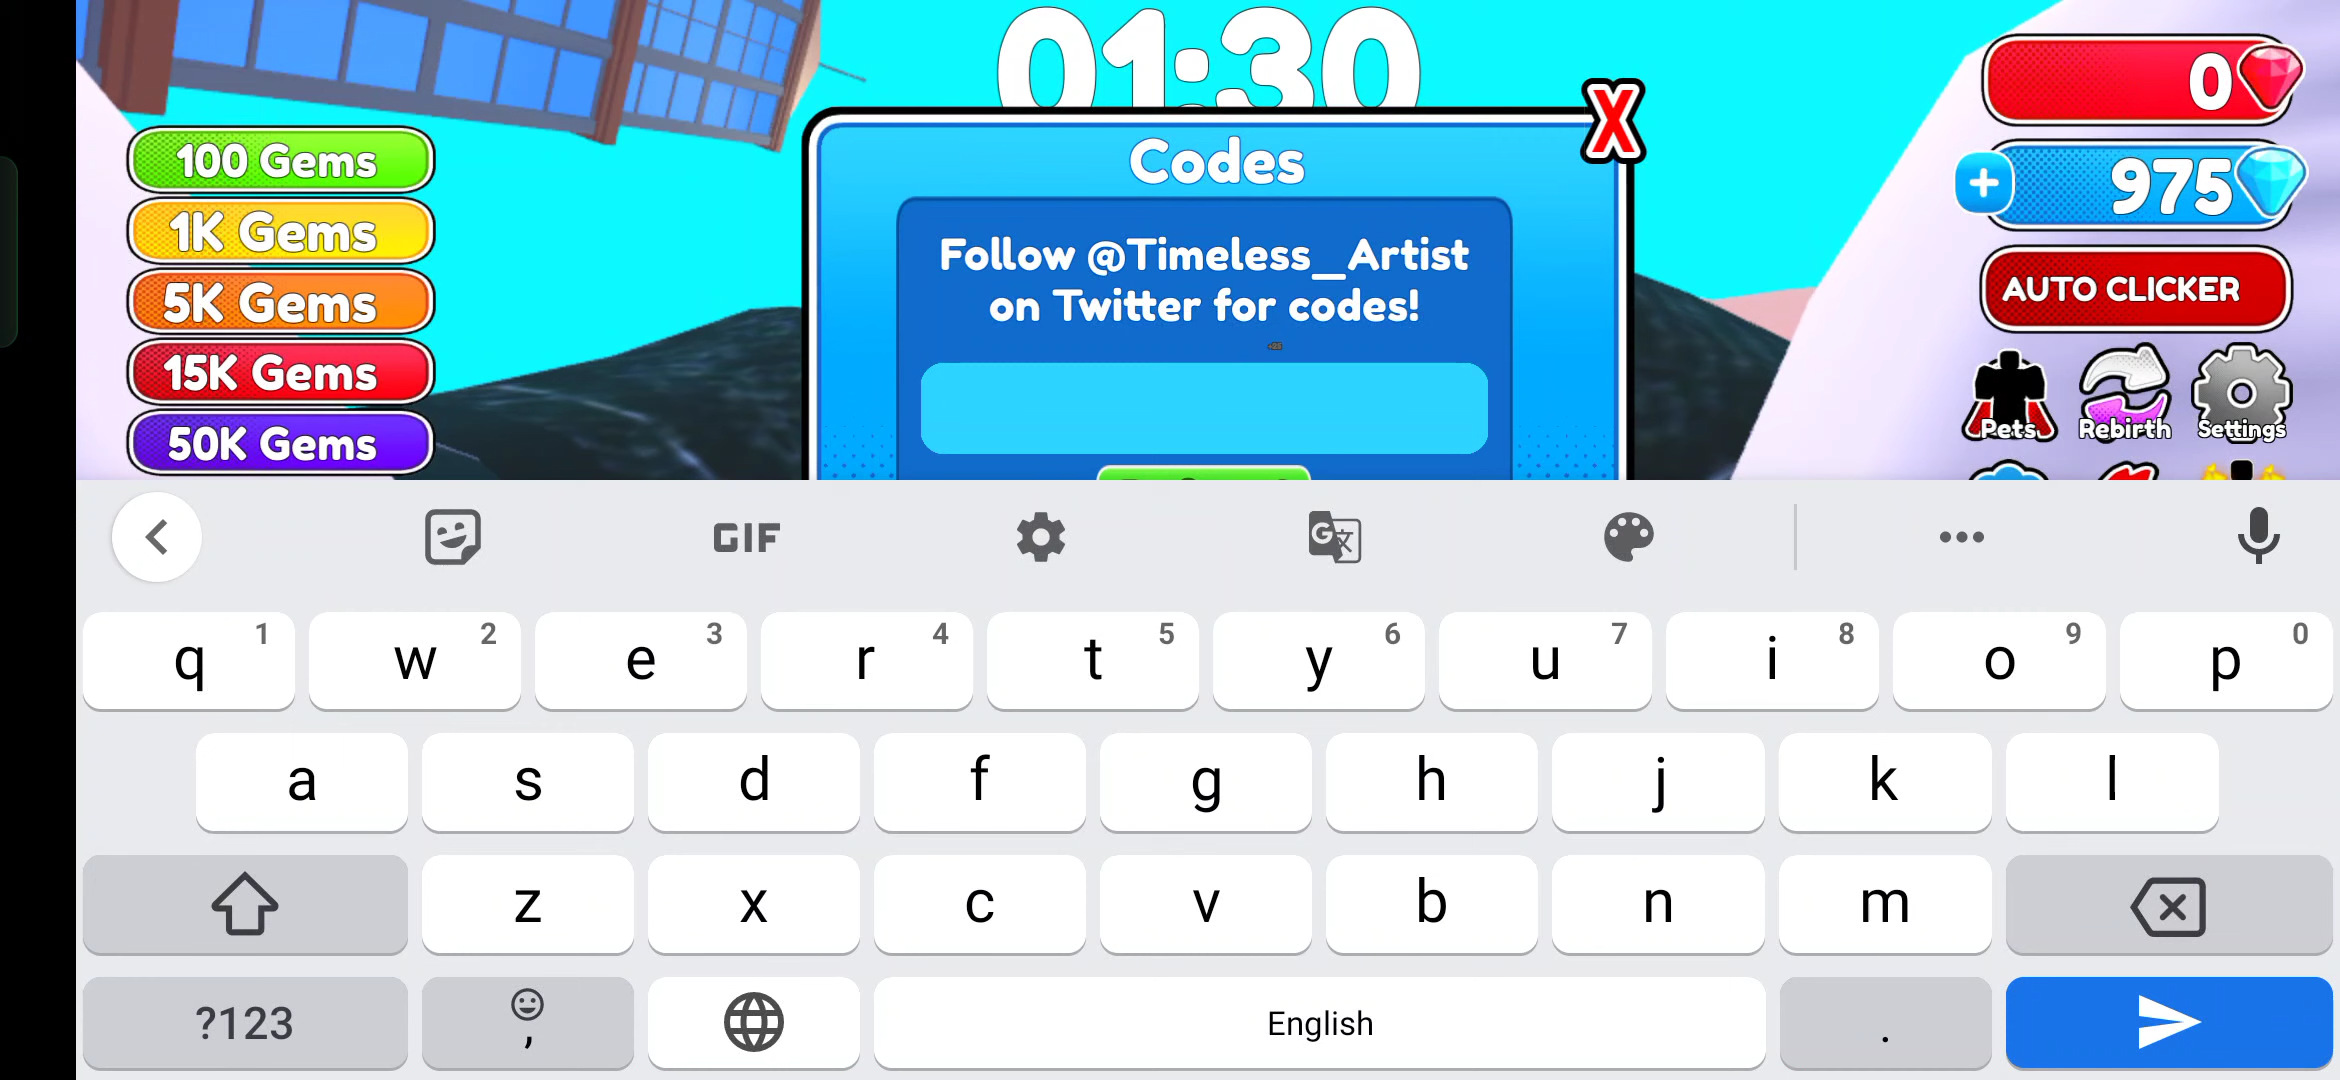 01:30
0
975
AUTO CLICKER
Pets
Rebirth
Settings
100 Gems
1K Gems
5K Gems
15K Gems
50K Gems
X
Codes
Follow @Timeless_Artist
on Twitter for codes!
GIF
G
文
q 1
w 2
e 3
r 4
t 5
y 6
u 7
i 8
o 9
p 0
a s d f g h j k l
z x c v b n m
?123
,
English
.